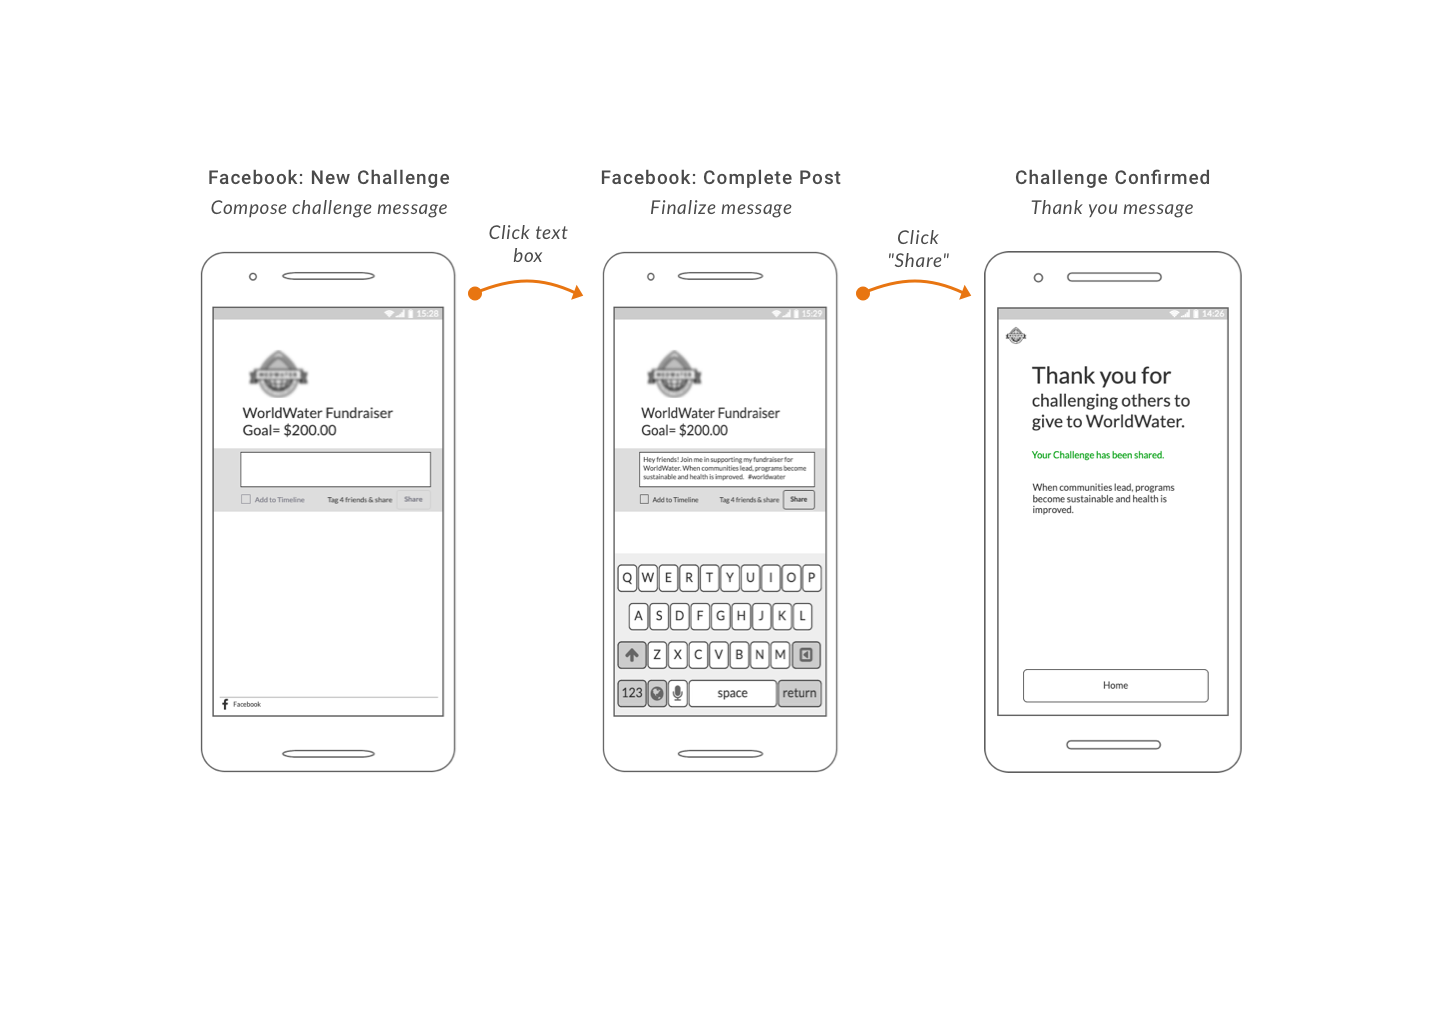 Facebook: New Challenge
Compose challenge message
Click text
box
15:28
WorldWater Fundraiser
Goal= $200.00
Add to Timeline
Tag 4 friends & share
Share
Facebook
Facebook: Complete Post
Finalize message
Click
"Share"
15:29
WorldWater Fundraiser
Goal= $200.00
Hey friends! Join me in supporting my fundraiser for
WorldWater. When communities lead, programs become
sustainable and health is improved. #worldwater
Add to Timeline
Tag 4 friends & share
Share
Q W E R T Y U I O P
A S D F G H J K L
Z X C V B N M
123 space return
Challenge Confirmed
Thank you message
14:26
Thank you for
challenging others to
give to WorldWater.
Your Challenge has been shared.
When communities lead, programs
become sustainable and health is
improved.
Home